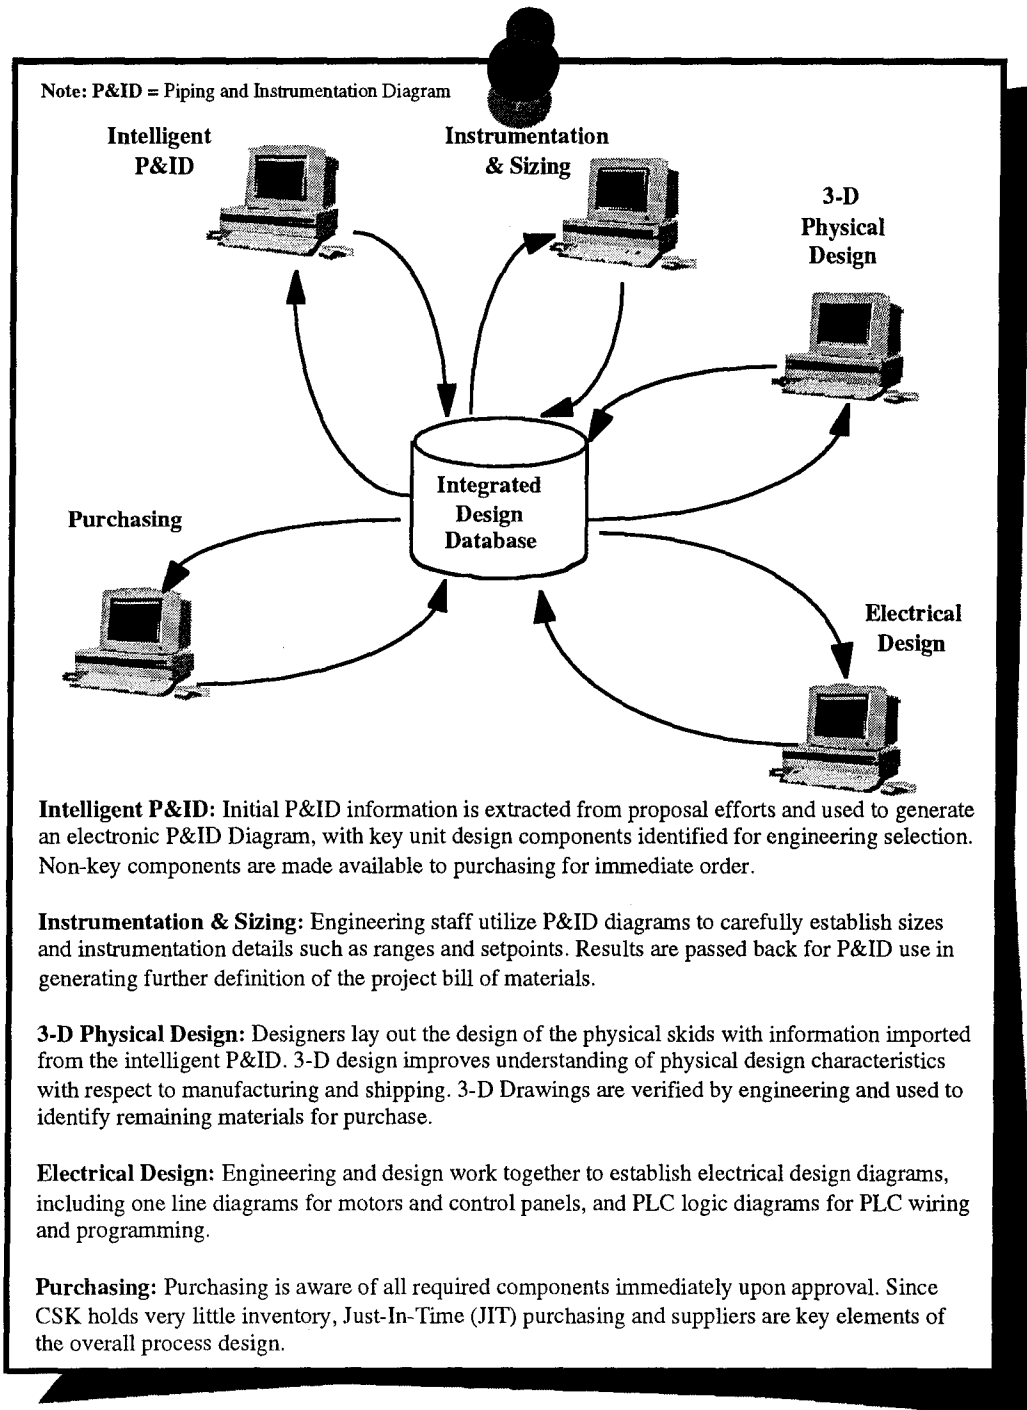 Note: P&ID = Piping and Instrumentation Diagram
Intelligent
P&ID
Instrumentation
& Sizing
3-D
Physical
Design
Integrated
Design
Database
Purchasing
Electrical
Design
Intelligent P&ID: Initial P&ID information is extracted from proposal efforts and used to generate
an electronic P&ID Diagram, with key unit design components identified for engineering selection.
Non-key components are made available to purchasing for immediate order.
Instrumentation & Sizing: Engineering staff utilize P&ID diagrams to carefully establish sizes
and instrumentation details such as ranges and setpoints. Results are passed back for P&ID use in
generating further definition of the project bill of materials.
3-D Physical Design: Designers lay out the design of the physical skids with information imported
from the intelligent P&ID. 3-D design improves understanding of physical design characteristics
with respect to manufacturing and shipping. 3-D Drawings are verified by engineering and used to
identify remaining materials for purchase.
Electrical Design: Engineering and design work together to establish electrical design diagrams,
including one line diagrams for motors and control panels, and PLC logic diagrams for PLC wiring
and programming.
Purchasing: Purchasing is aware of all required components immediately upon approval. Since
CSK holds very little inventory, Just-In-Time (JIT) purchasing and suppliers are key elements of
the overall process design.